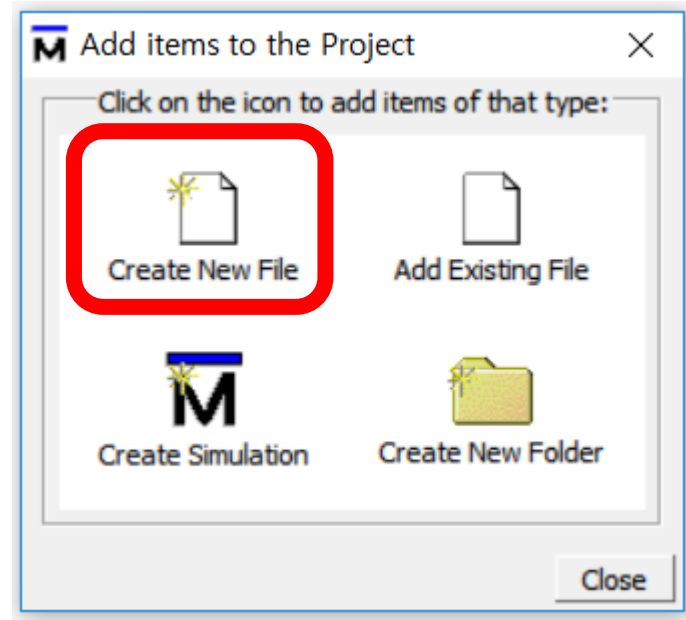 M Add items to the Project
Click on the icon to add items of that type:
Create New File
Add Existing File
M
Create Simulation
Create New Folder
Close